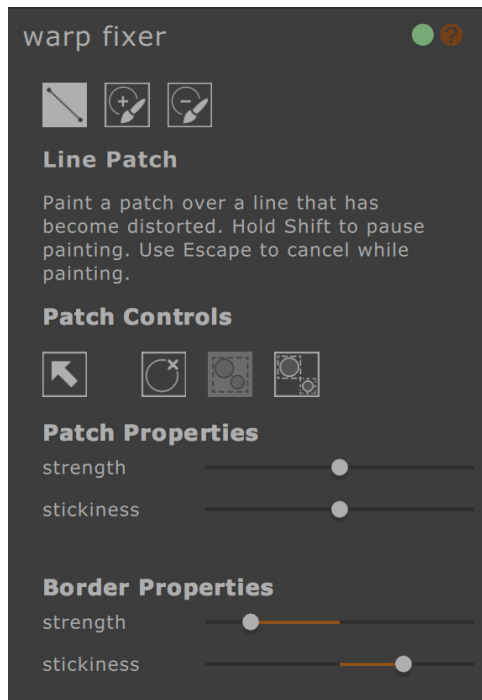 warp fixer
?
Line Patch
Paint a patch over a line that has
become distorted. Hold Shift to pause
painting. Use Escape to cancel while
painting.
Patch Controls
Patch Properties
strength
stickiness
Border Properties
strength
stickiness